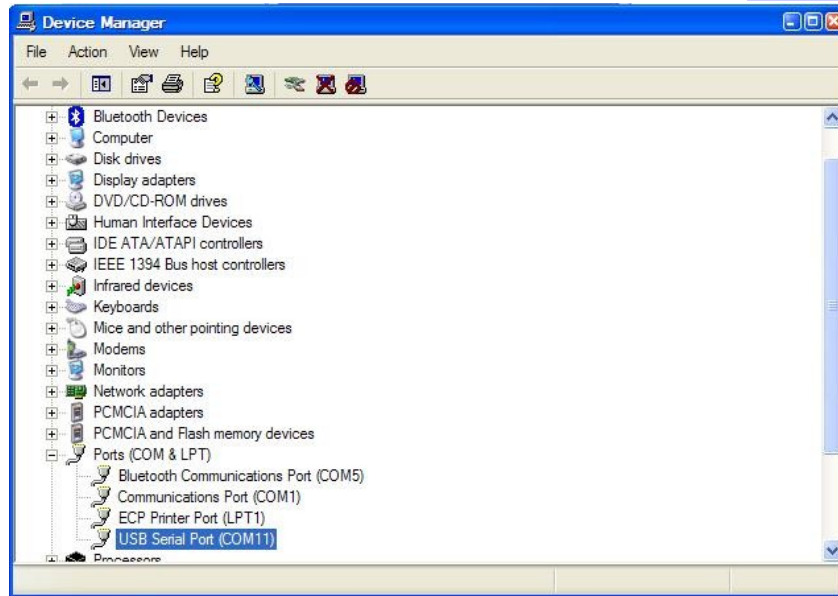 Device Manager
File Action View Help
Bluetooth Devices
Computer
Disk drives
Display adapters
DVD/CD-ROM drives
Human Interface Devices
IDE ATA/ATAPI controllers
IEEE 1394 Bus host controllers
Infrared devices
Keyboards
Mice and other pointing devices
Modems
Monitors
Network adapters
PCMCIA adapters
PCMCIA and Flash memory devices
Ports (COM & LPT)
Bluetooth Communications Port (COM5)
Communications Port (COM1)
ECP Printer Port (LPT1)
USB Serial Port (COM11)
Processors